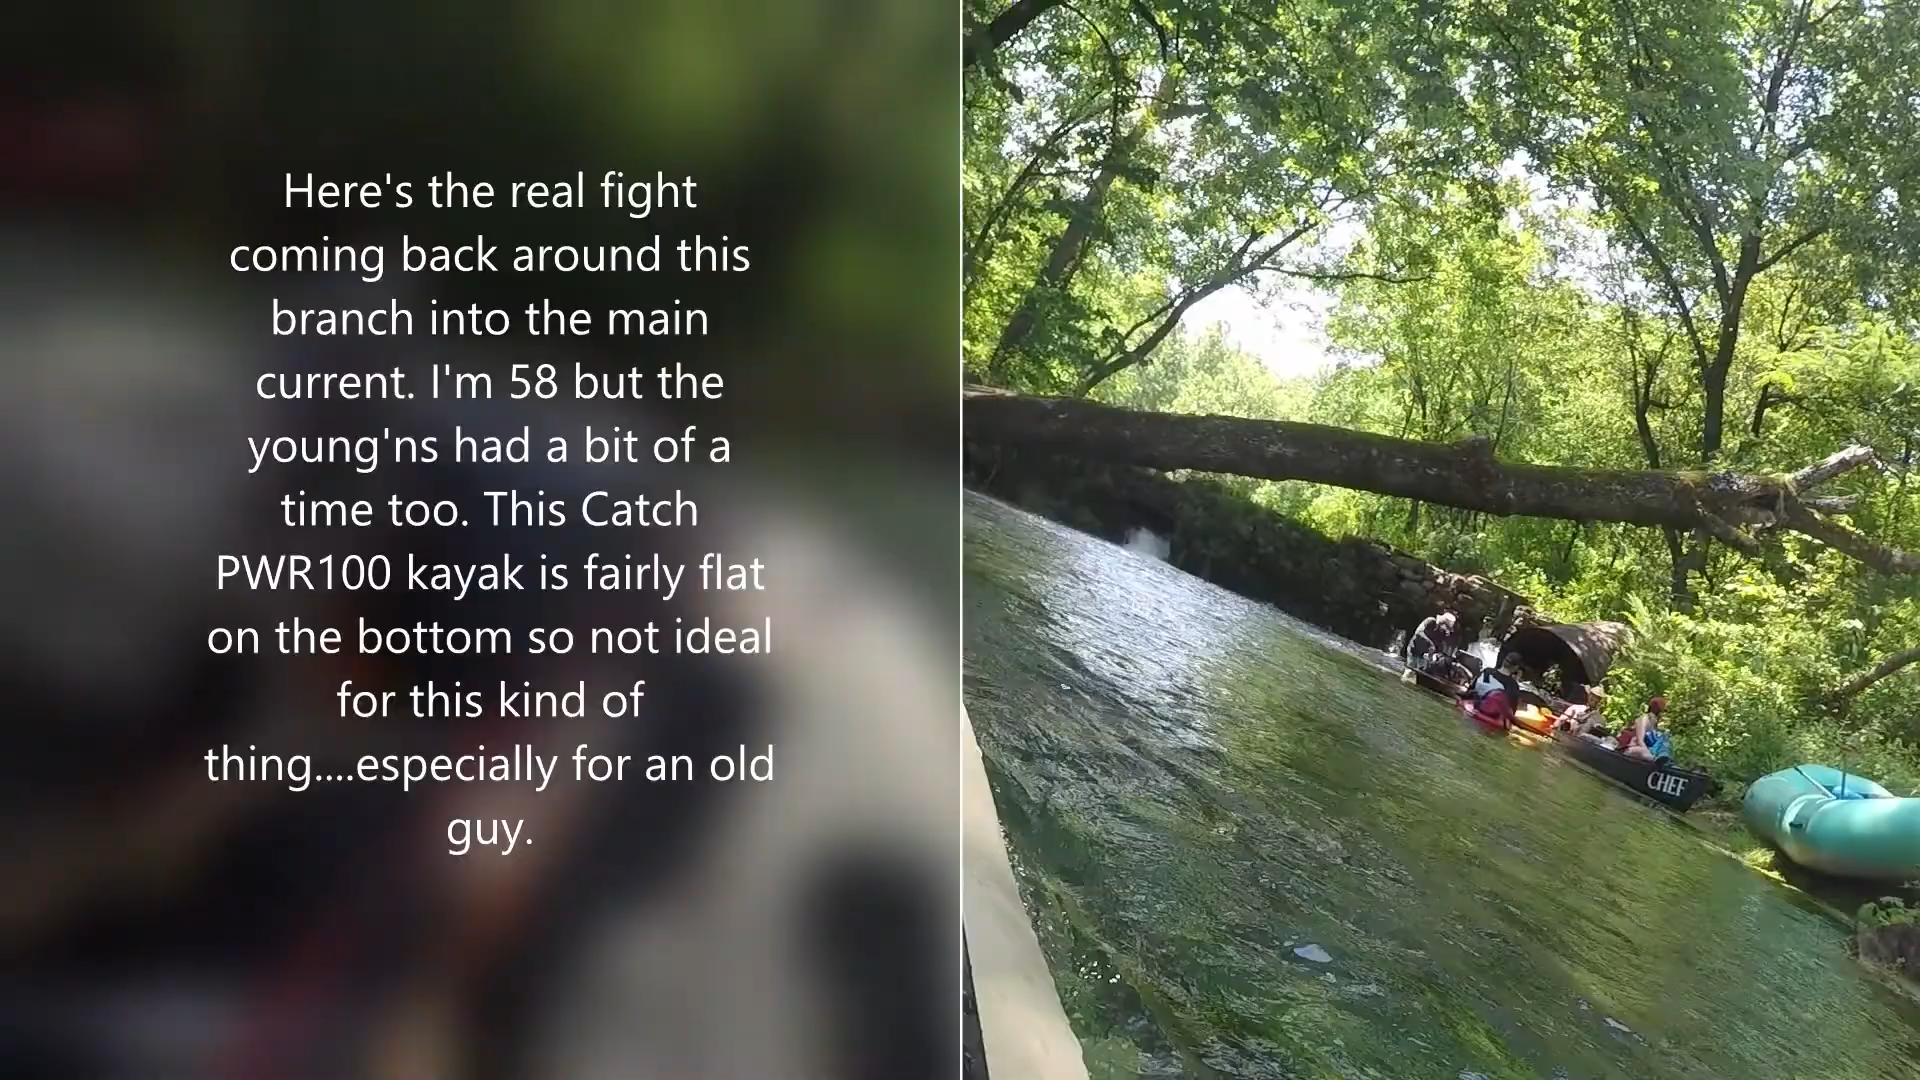 Here's the real fight
coming back around this
branch into the main
current. I'm 58 but the
young'ns had a bit of a
time too. This Catch
PWR100 kayak is fairly flat
on the bottom so not ideal
for this kind of
thing....especially for an old
guy.
CHEF